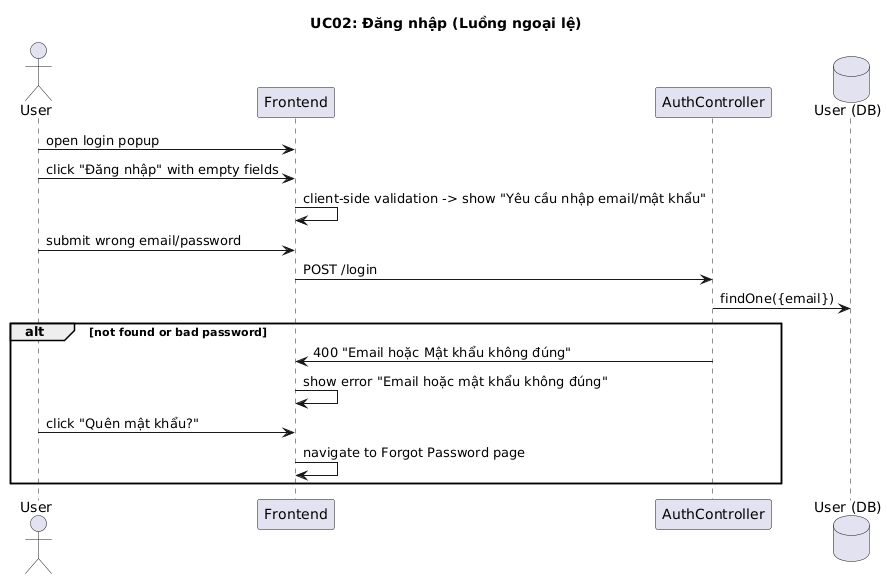 UC02: Đăng nhập (Luồng ngoại lệ)
User
Frontend
AuthController
User (DB)
open login popup
click "Đăng nhập" with empty fields
client-side validation -> show "Yêu cầu nhập email/mật khẩu"
submit wrong email/password
POST /login
findOne({email})
alt [not found or bad password]
400 "Email hoặc Mật khẩu không đúng"
show error "Email hoặc mật khẩu không đúng"
click "Quên mật khẩu?"
navigate to Forgot Password page
User
Frontend
AuthController
User (DB)